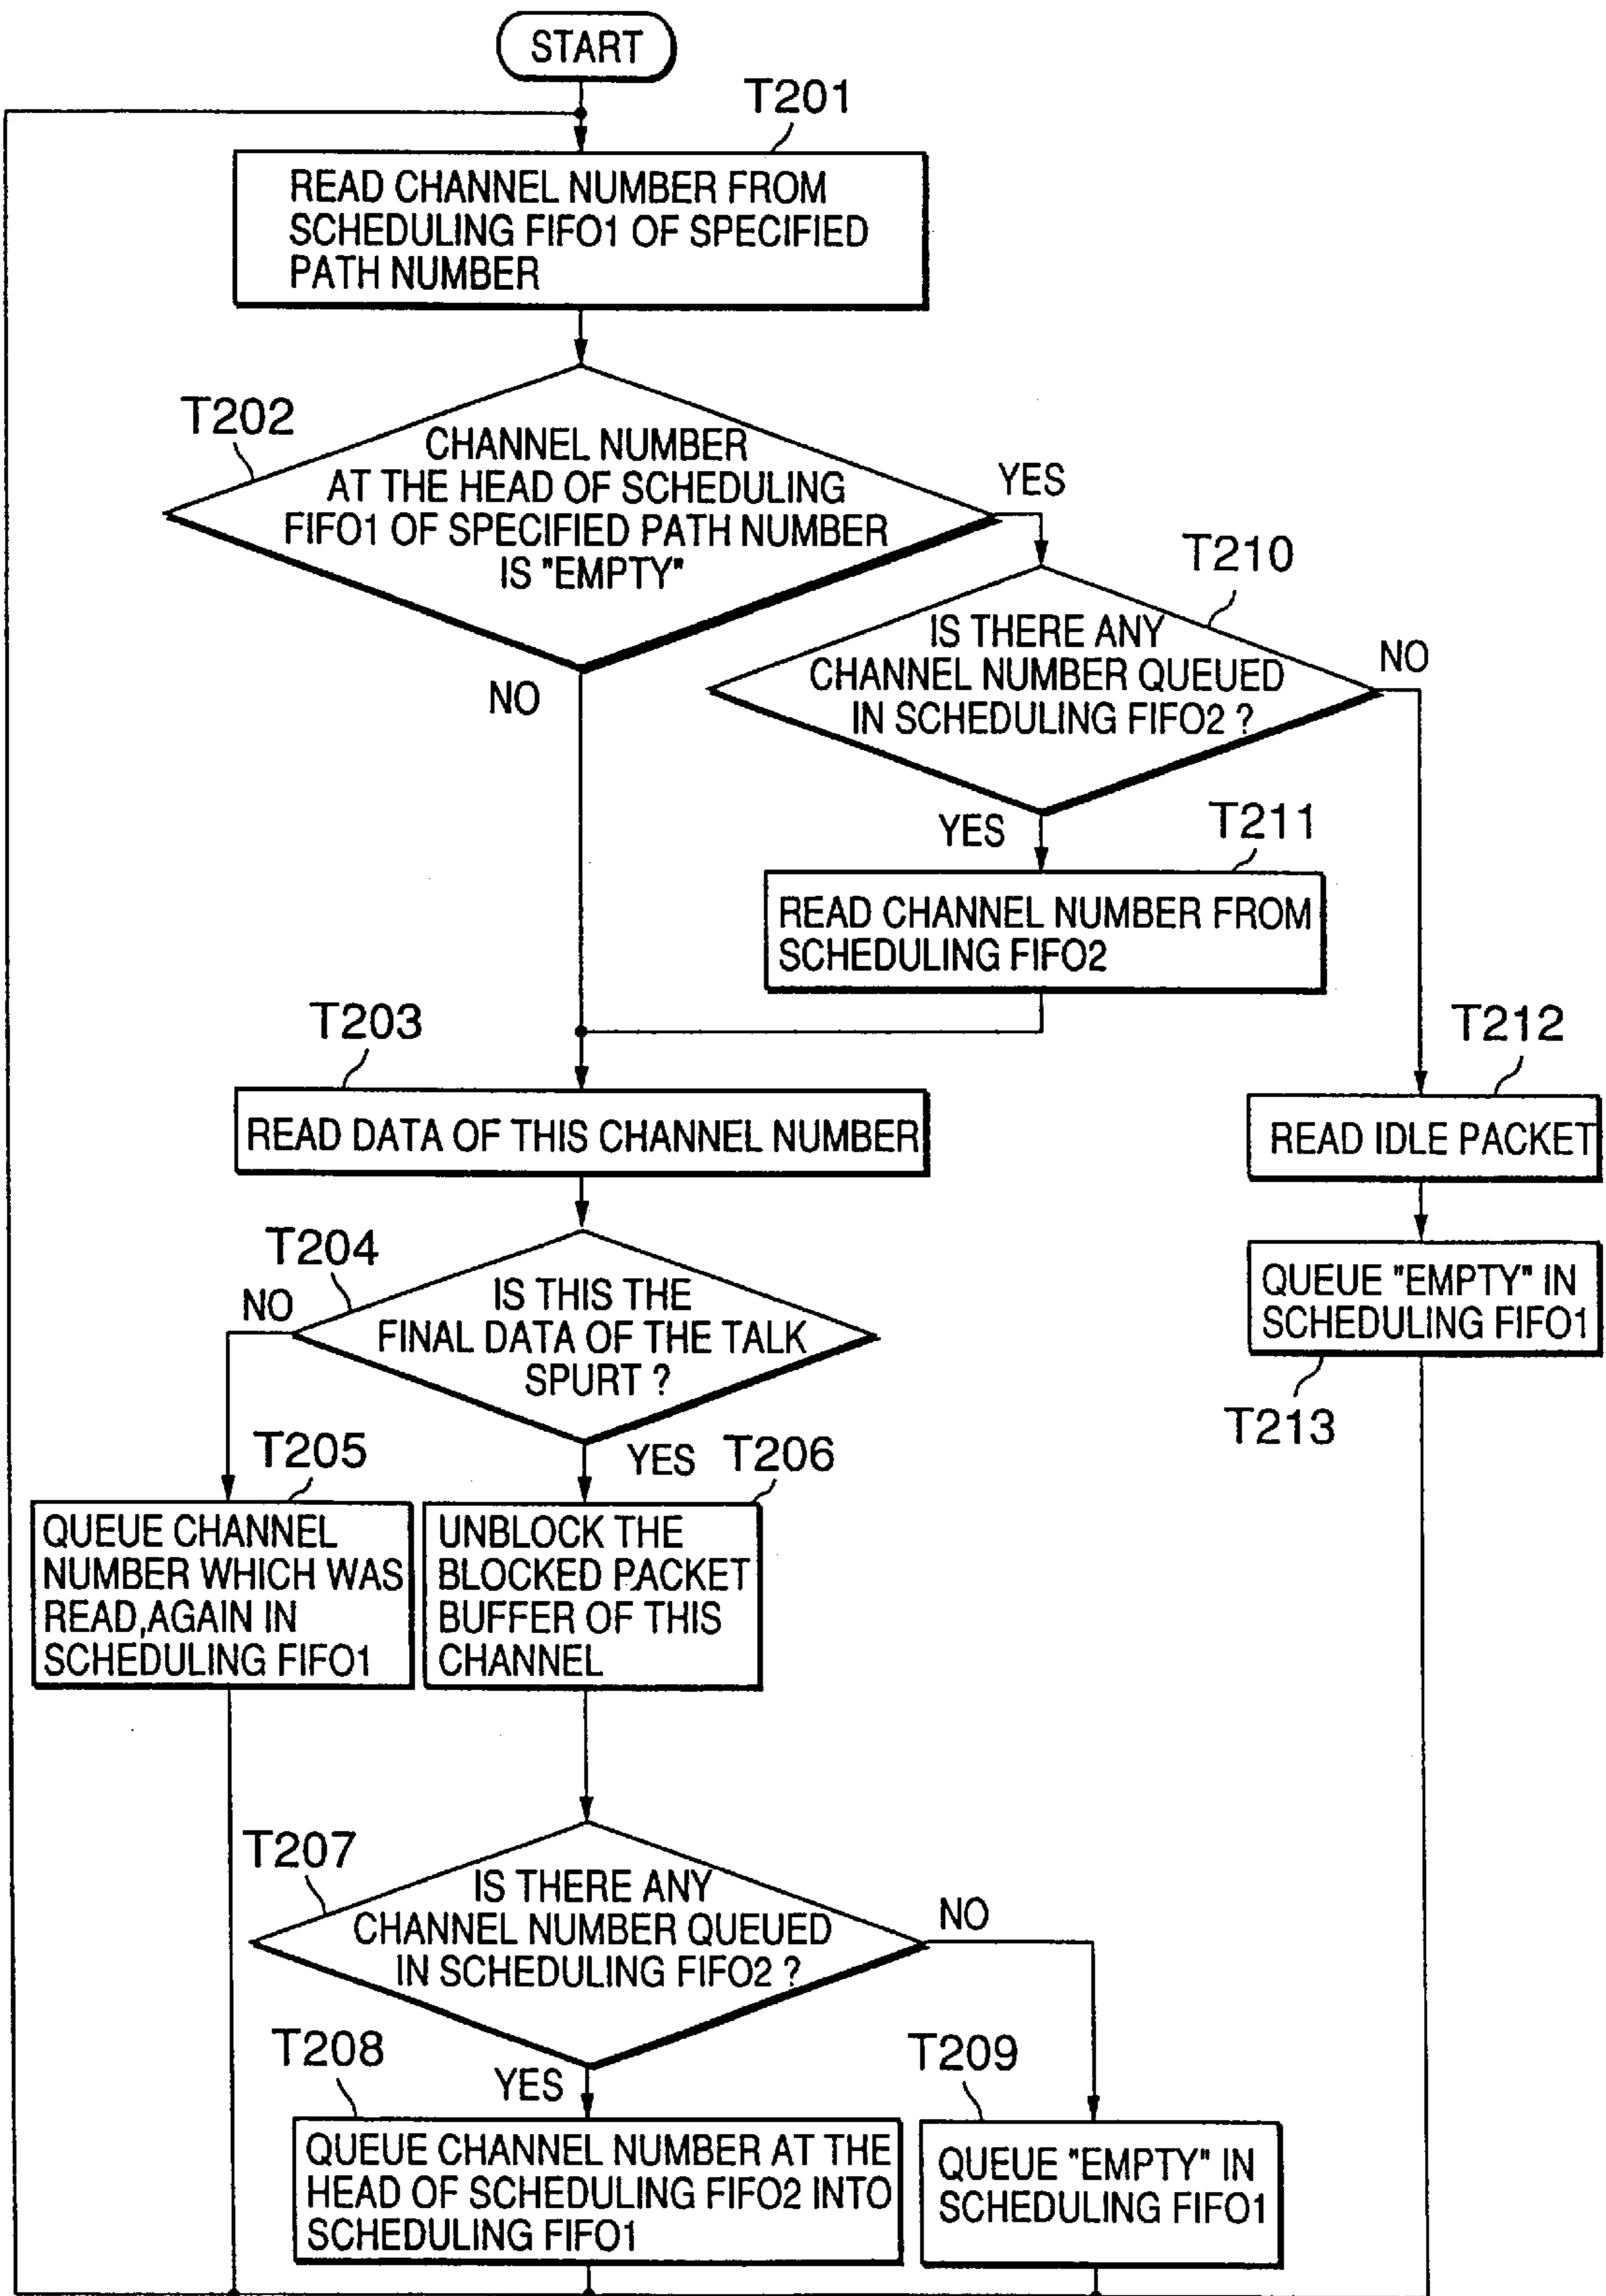 START
T201
READ CHANNEL NUMBER FROM
SCHEDULING FIFO1 OF SPECIFIED
PATH NUMBER
T202
CHANNEL NUMBER
AT THE HEAD OF SCHEDULING
FIFO1 OF SPECIFIED PATH NUMBER
IS "EMPTY"
YES
NO
T210
IS THERE ANY
CHANNEL NUMBER QUEUED
IN SCHEDULING FIFO2 ?
NO
YES
T211
READ CHANNEL NUMBER FROM
SCHEDULING FIFO2
T203
READ DATA OF THIS CHANNEL NUMBER
T212
READ IDLE PACKET
QUEUE "EMPTY" IN
SCHEDULING FIFO1
T213
T204
IS THIS THE
FINAL DATA OF THE TALK
SPURT ?
NO
YES
T205
QUEUE CHANNEL
NUMBER WHICH WAS
READ,AGAIN IN
SCHEDULING FIFO1
T206
UNBLOCK THE
BLOCKED PACKET
BUFFER OF THIS
CHANNEL
T207
IS THERE ANY
CHANNEL NUMBER QUEUED
IN SCHEDULING FIFO2 ?
NO
YES
T208
QUEUE CHANNEL NUMBER AT THE
HEAD OF SCHEDULING FIFO2 INTO
SCHEDULING FIFO1
T209
QUEUE "EMPTY" IN
SCHEDULING FIFO1